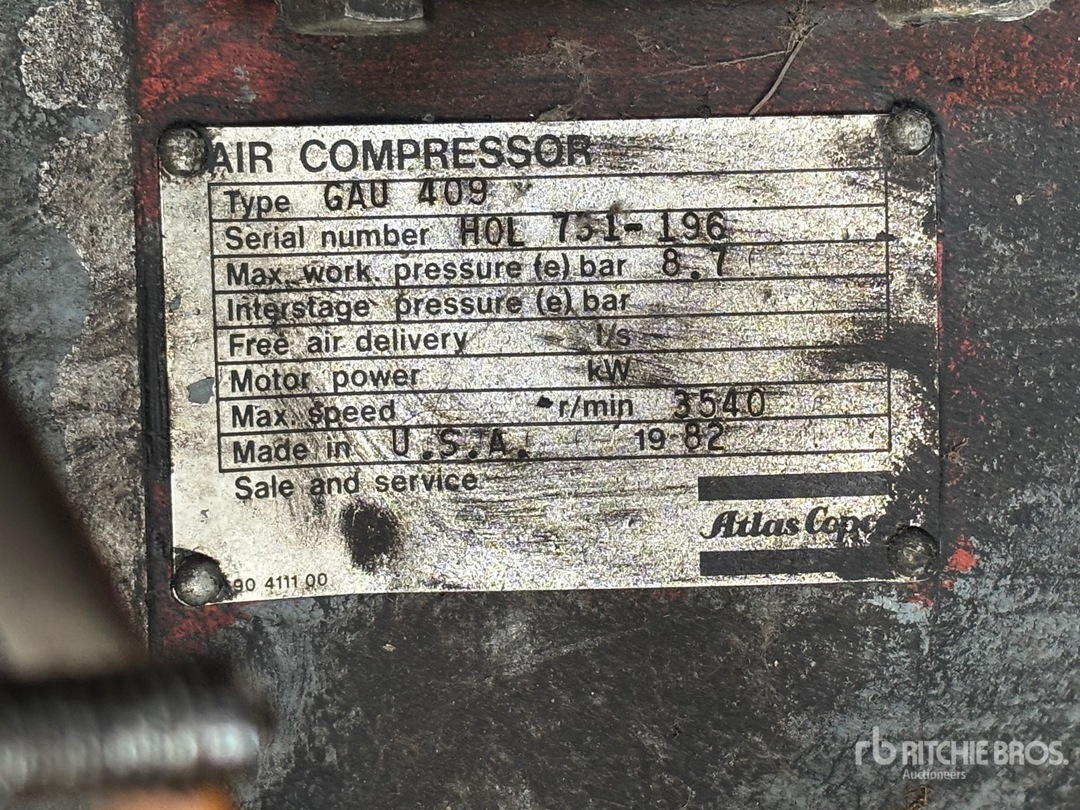 AIR COMPRESSOR
Type GAU 409
Serial number HOL 731-196
Max. work. pressure (e) bar 8.7
Interstage pressure (e) bar
Free air delivery l/s
Motor power kW
Max. speed r/min 3540
Made in U.S.A. 19 82
Sale and service
Atlas Copco
90 4111 00
rb RITCHIE BROS.
Auctioneers